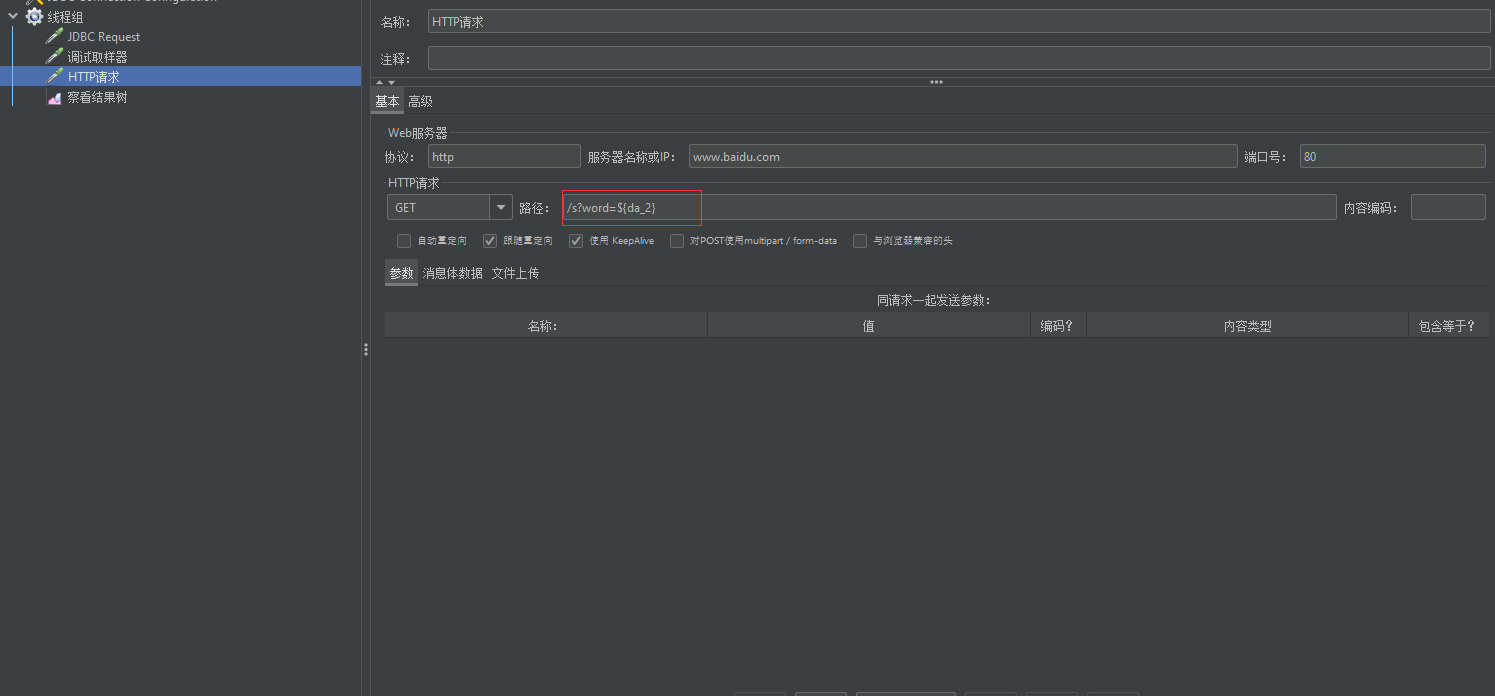 JDBC Connection Configuration
线程组
JDBC Request
调试取样器
HTTP请求
察看结果树
名称： HTTP请求
注释：
基本 高级
Web服务器
协议： http 服务器名称或IP： www.baidu.com 端口号： 80
HTTP请求
GET 路径： /s?word=${da_2} 内容编码：
自动重定向 跟随重定向 使用 KeepAlive 对POST使用multipart / form-data 与浏览器兼容的头
参数 消息体数据 文件上传
同请求一起发送参数：
名称： 值 编码？ 内容类型 包含等于？